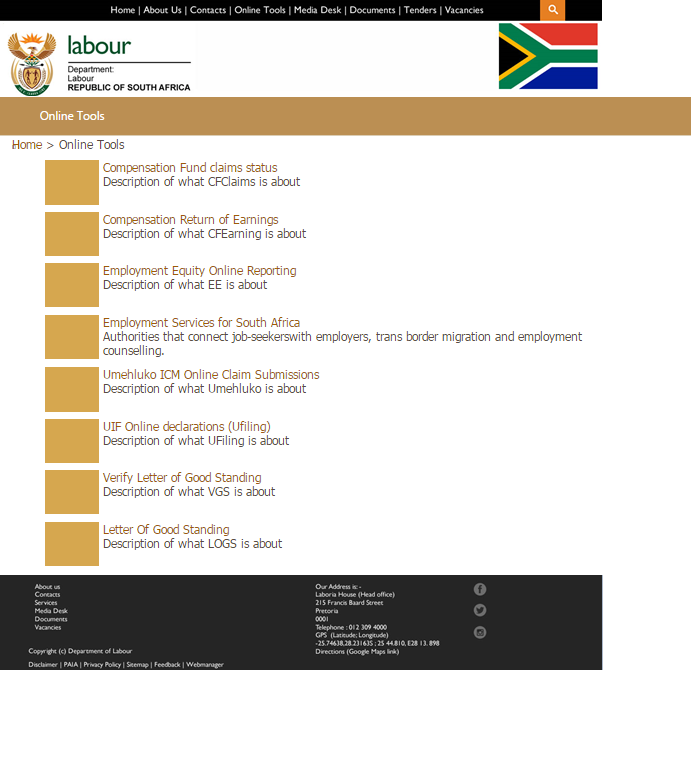 Home | About Us | Contacts | Online Tools | Media Desk | Documents | Tenders | Vacancies
labour
Department:
Labour
REPUBLIC OF SOUTH AFRICA
Online Tools
Home > Online Tools
Compensation Fund claims status
Description of what CFClaims is about
Compensation Return of Earnings
Description of what CFEarning is about
Employment Equity Online Reporting
Description of what EE is about
Employment Services for South Africa
Authorities that connect job-seekerswith employers, trans border migration and employment
counselling.
Umehluko ICM Online Claim Submissions
Description of what Umehluko is about
UIF Online declarations (Ufiling)
Description of what UFiling is about
Verify Letter of Good Standing
Description of what VGS is about
Letter Of Good Standing
Description of what LOGS is about
About us
Contacts
Services
Media Desk
Documents
Vacancies
Copyright (c) Department of Labour
Disclaimer | PAIA | Privacy Policy | Sitemap | Feedback | Webmanager
Our Address is: -
Laboria House (Head office)
215 Francis Baard Street
Pretoria
0001
Telephone : 012 309 4000
GPS (Latitude; Longitude)
-25.74638,28.231635 ; 25 44.810, E28 13. 898
Directions (Google Maps link)